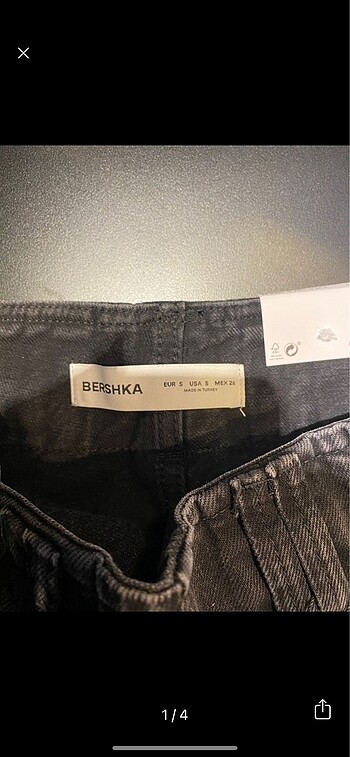 BERSHKA
EUR S USA S MEX 26
MADE IN TURKEY
1 / 4